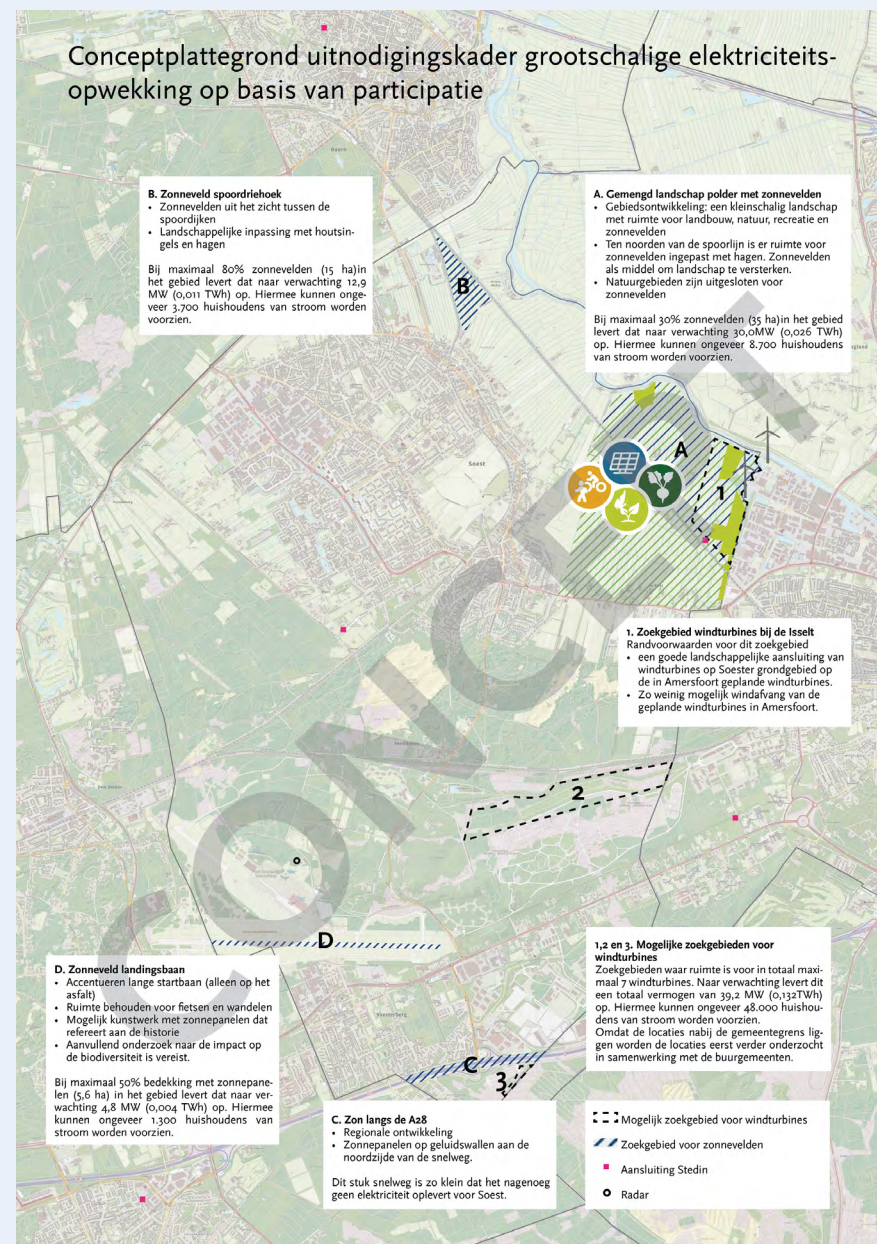 Conceptplattegrond uitnodigingskader grootschalige elektriciteits-
opwekking op basis van participatie
B. Zonneveld spoordriehoek
• Zonnevelden uit het zicht tussen de
spoordijken
• Landschappelijke inpassing met houtsin-
gels en hagen
Bij maximaal 80% zonnevelden (15 ha)in
het gebied levert dat naar verwachting 12,9
MW (0,011 TWh) op. Hiermee kunnen onge-
veer 3.700 huishoudens van stroom worden
voorzien.
A. Gemengd landschap polder met zonnevelden
• Gebiedsontwikkeling: een kleinschalig landschap
met ruimte voor landbouw, natuur, recreatie en
zonnevelden
• Ten noorden van de spoorlijn is er ruimte voor
zonnevelden ingepast met hagen. Zonnevelden
als middel om landschap te versterken.
• Natuurgebieden zijn uitgesloten voor
zonnevelden
Bij maximaal 30% zonnevelden (35 ha)in het gebied
levert dat naar verwachting 30,0MW (0,026 TWh)
op. Hiermee kunnen ongeveer 8.700 huishoudens
van stroom worden voorzien.
Baarn
B
A
1
Soest
CONCEPT
1. Zoekgebied windturbines bij de Isselt
Randvoorwaarden voor dit zoekgebied
• een goede landschappelijke aansluiting van
windturbines op Soester grondgebied op
de in Amersfoort geplande windturbines.
• Zo weinig mogelijk windafvang van de
geplande windturbines in Amersfoort.
2
D
D. Zonneveld landingsbaan
• Accentueren lange startbaan (alleen op het
asfalt)
• Ruimte behouden voor fietsen en wandelen
• Mogelijk kunstwerk met zonnepanelen dat
refereert aan de historie
• Aanvullend onderzoek naar de impact op
de biodiversiteit is vereist.
Bij maximaal 50% bedekking met zonnepane-
len (5,6 ha) in het gebied levert dat naar ver-
wachting 4,8 MW (0,004 TWh) op. Hiermee
kunnen ongeveer 1.300 huishoudens van
stroom worden voorzien.
1,2 en 3. Mogelijke zoekgebieden voor
windturbines
Zoekgebieden waar ruimte is voor in totaal maxi-
maal 7 windturbines. Naar verwachting levert dit
een totaal vermogen van 39,2 MW (0,132TWh)
op. Hiermee kunnen ongeveer 48.000 huishou-
dens van stroom worden voorzien.
Omdat de locaties nabij de gemeentegrens lig-
gen worden de locaties eerst verder onderzocht
in samenwerking met de buurgemeenten.
Soesterberg
C
3
C. Zon langs de A28
• Regionale ontwikkeling
• Zonnepanelen op geluidswallen aan de
noordzijde van de snelweg.
Dit stuk snelweg is zo klein dat het nagenoeg
geen elektriciteit oplevert voor Soest.
Mogelijk zoekgebied voor windturbines
Zoekgebied voor zonnevelden
Aansluiting Stedin
Radar